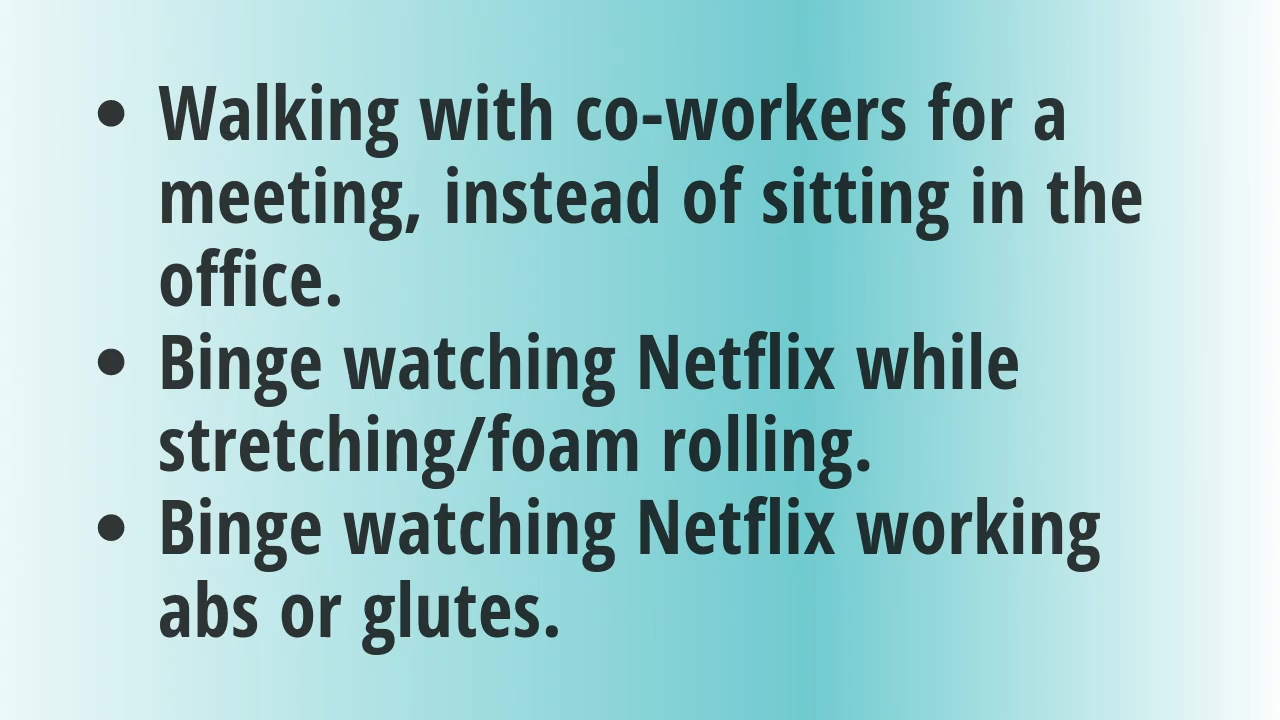 • Walking with co-workers for a
meeting, instead of sitting in the
office.
• Binge watching Netflix while
stretching/foam rolling.
• Binge watching Netflix working
abs or glutes.